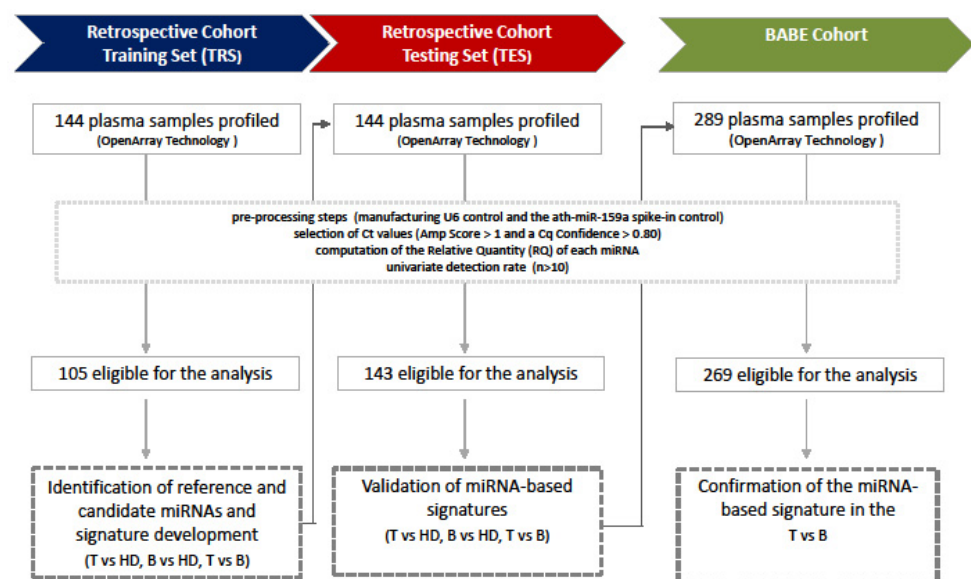 Retrospective Cohort
Training Set (TRS)
Retrospective Cohort
Testing Set (TES)
BABE Cohort
144 plasma samples profiled
(OpenArray Technology )
144 plasma samples profiled
(OpenArray Technology )
289 plasma samples profiled
(OpenArray Technology )
pre-processing steps (manufacturing U6 control and the ath-miR-159a spike-in control)
selection of Ct values (Amp Score > 1 and a Cq Confidence > 0.80)
computation of the Relative Quantity (RQ) of each miRNA
univariate detection rate (n>10)
105 eligible for the analysis
143 eligible for the analysis
269 eligible for the analysis
Identification of reference and
candidate miRNAs and
signature development
(T vs HD, B vs HD, T vs B)
Validation of miRNA-based
signatures
(T vs HD, B vs HD, T vs B)
Confirmation of the miRNA-
based signature in the
T vs B